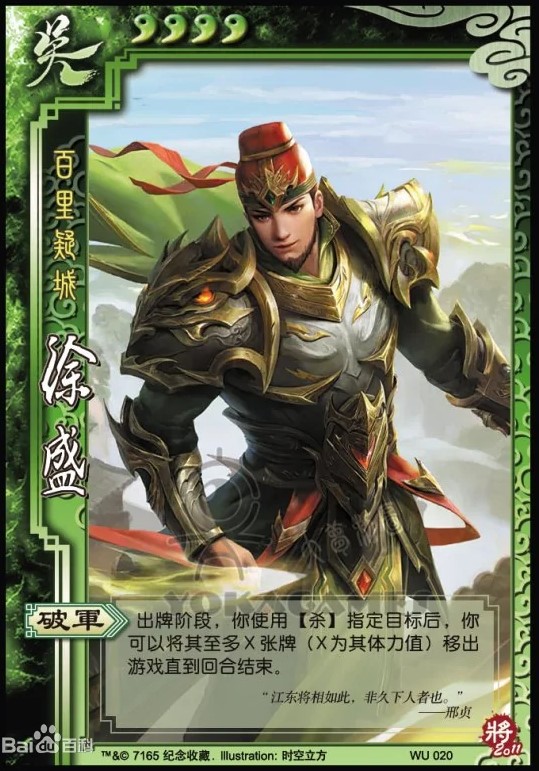 吴
百里疑城
徐盛
YOKAGAMES
破軍
出牌阶段，你使用【杀】指定目标后，你
可以将其至多X张牌（X为其体力值）移出
游戏直到回合结束。
“江东将相如此，非久下人者也。”
——邢贞
Bai du 百科
™&© 7165 纪念收藏. Illustration: 时空立方
WU 020
將
2011